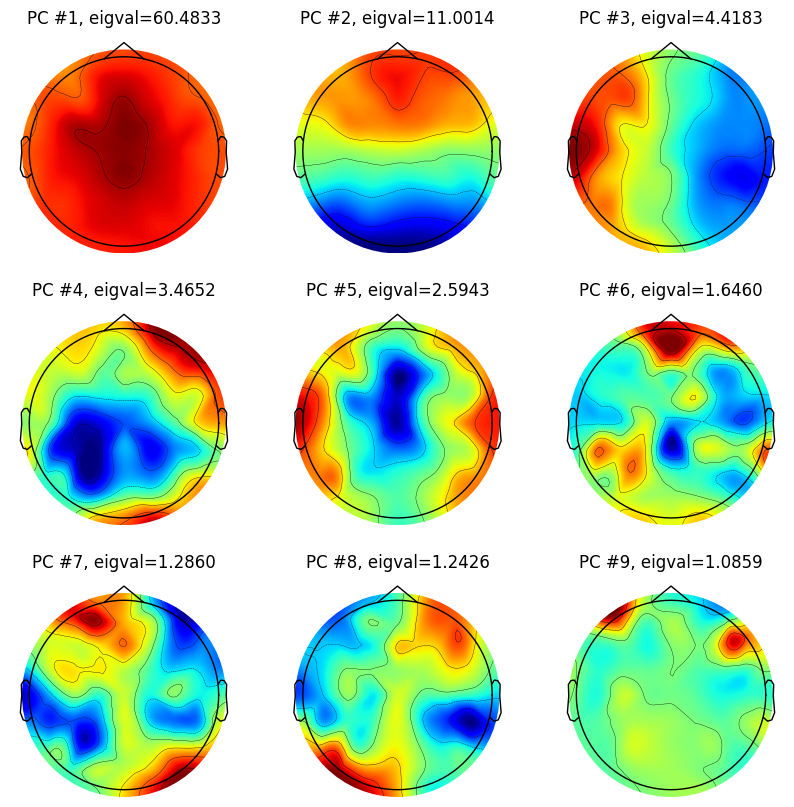 PC #1, eigval=60.4833
PC #2, eigval=11.0014
PC #3, eigval=4.4183
PC #4, eigval=3.4652
PC #5, eigval=2.5943
PC #6, eigval=1.6460
PC #7, eigval=1.2860
PC #8, eigval=1.2426
PC #9, eigval=1.0859